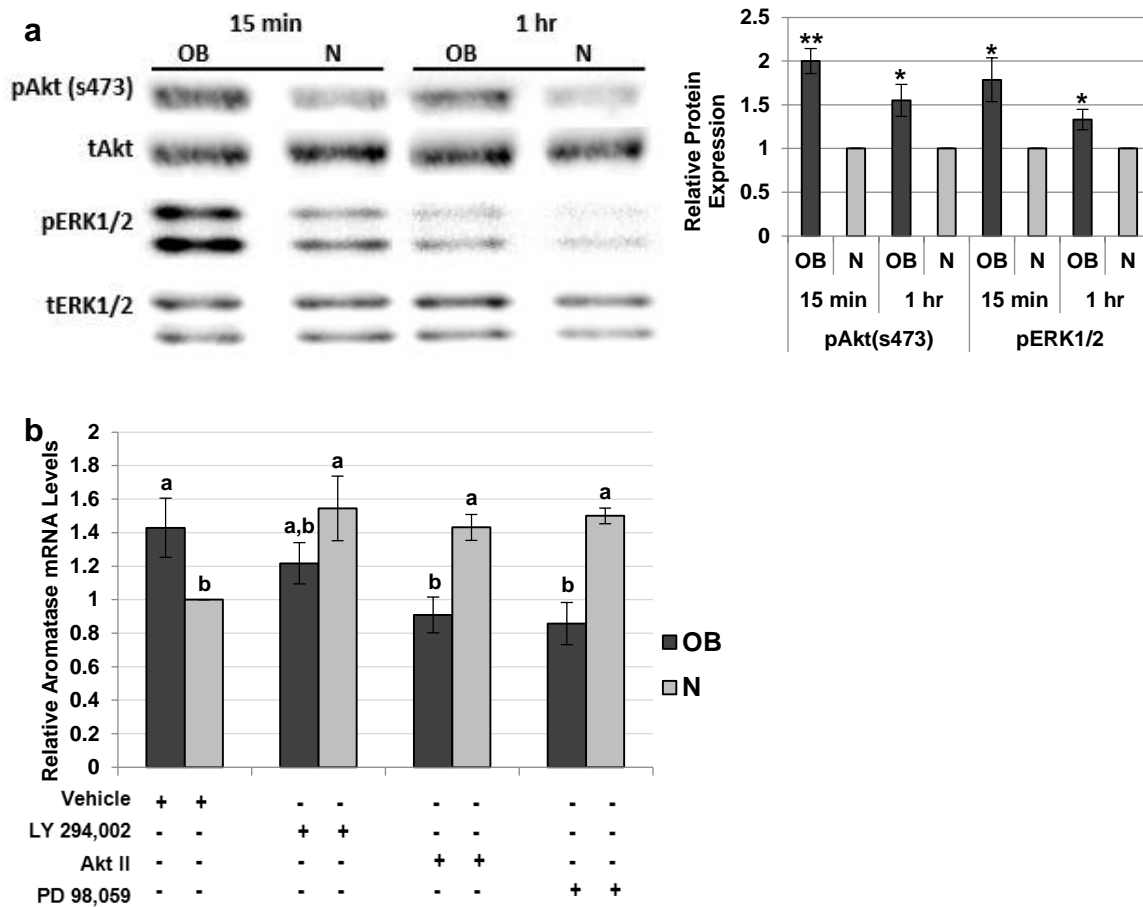 a
15 min 1 hr
OB N OB N
pAkt (s473)
tAkt
pERK1/2
tERK1/2
Relative Protein Expression
2.5
2
1.5
1
0.5
0
** * * *
OB N OB N OB N OB N
15 min 1 hr 15 min 1 hr
pAkt(s473) pERK1/2
b
Relative Aromatase mRNA Levels
2
1.8
1.6
1.4
1.2
1
0.8
0.6
0.4
0.2
0
a b a,b a b a b a
OB
N
Vehicle + + - - - - - -
LY 294,002 - - + + - - - -
Akt II - - - - + + - -
PD 98,059 - - - - - - + +